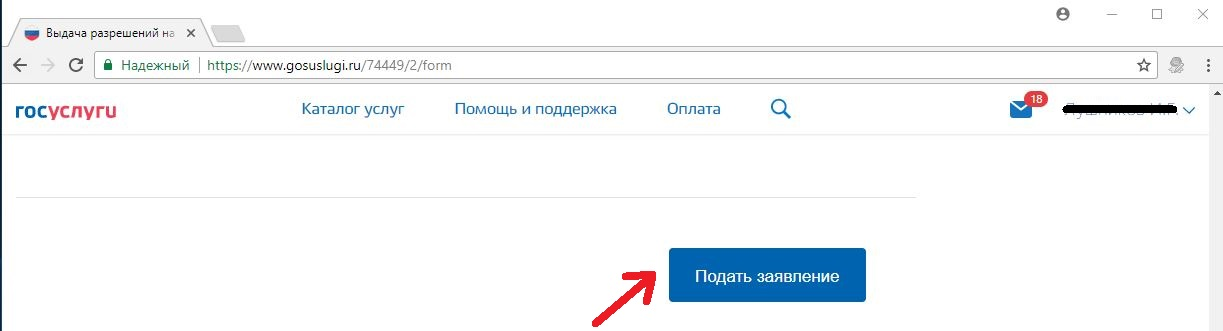 Выдача разрешений на
Надежный https://www.gosuslugi.ru/74449/2/form
госуслуги Каталог услуг Помощь и поддержка Оплата 18
Подать заявление